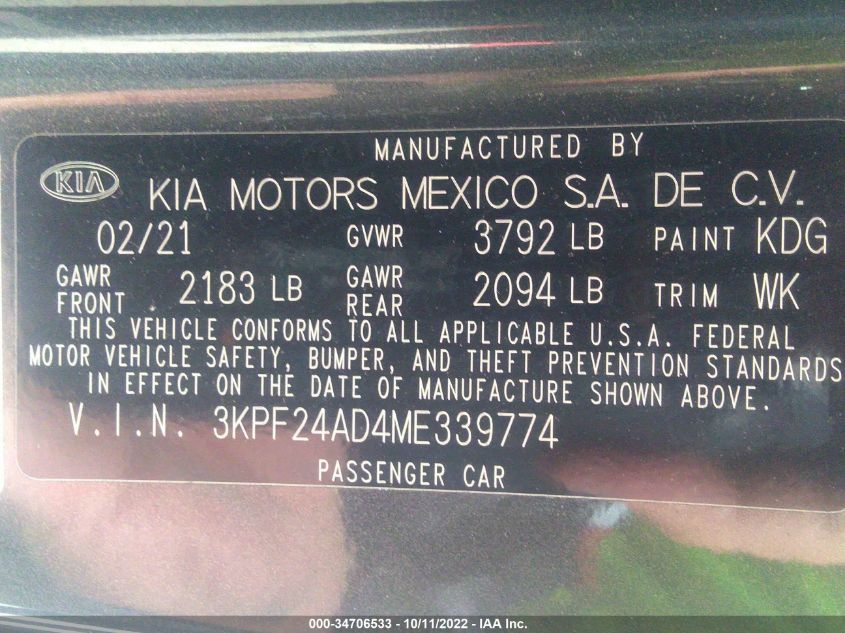 MANUFACTURED BY
KIA KIA MOTORS MEXICO S.A. DE C.V.
02/21 GVWR 3792 LB PAINT KDG
GAWR FRONT 2183 LB GAWR REAR 2094 LB TRIM WK
THIS VEHICLE CONFORMS TO ALL APPLICABLE U.S.A. FEDERAL
MOTOR VEHICLE SAFETY, BUMPER, AND THEFT PREVENTION STANDARDS
IN EFFECT ON THE DATE OF MANUFACTURE SHOWN ABOVE.
V.I.N. 3KPF24AD4ME339774
PASSENGER CAR
000-34706533 - 10/11/2022 - IAA Inc.